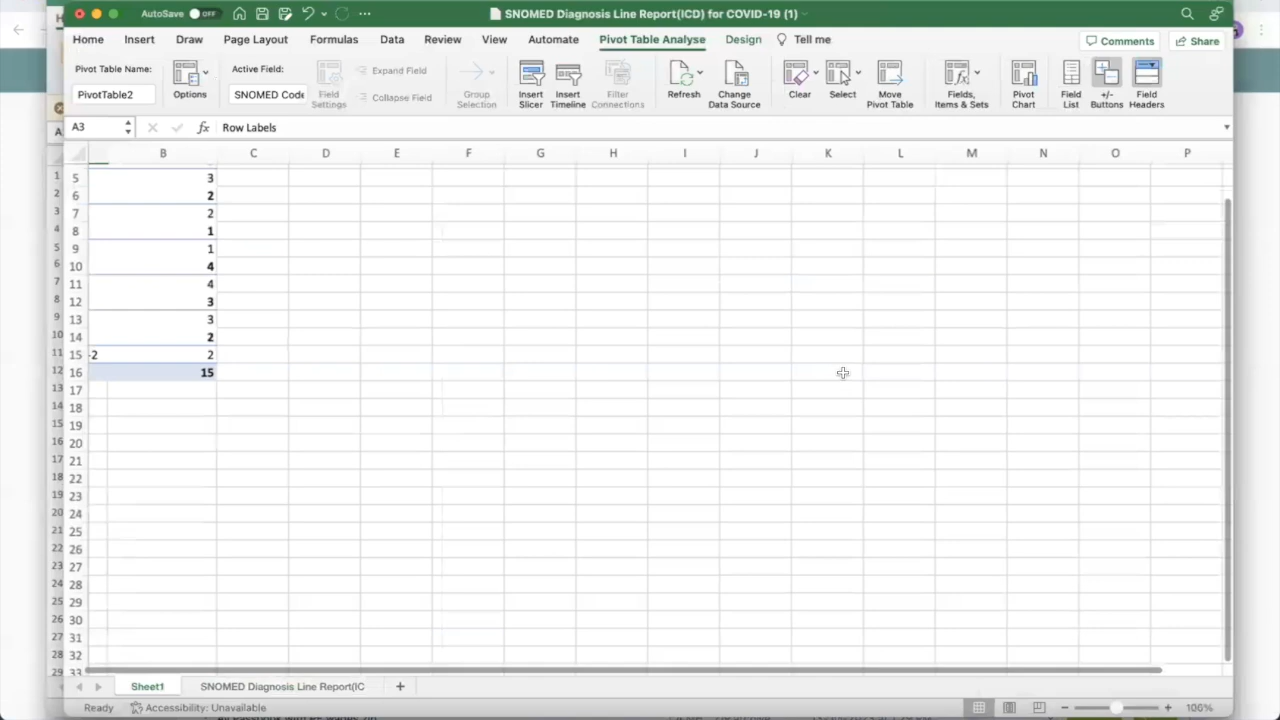 AutoSave OFF SNOMED Diagnosis Line Report(ICD) for COVID-19 (1)
Home Insert Draw Page Layout Formulas Data Review View Automate Pivot Table Analyse Design Tell me Comments Share
Pivot Table Name: PivotTable2
Options
Active Field: SNOMED Code
Field Settings
Expand Field
Collapse Field
Group Selection
Insert Slicer
Insert Timeline
Filter Connections
Refresh
Change Data Source
Clear
Select
Move Pivot Table
Fields, Items & Sets
Pivot Chart
Field List
+/- Buttons
Field Headers
A3 fx Row Labels
B C D E F G H I J K L M N O P
5 3
6 2
7 2
8 1
9 1
10 4
11 4
12 3
13 3
14 2
15 -2 2
16 15
17
18
19
20
21
22
23
24
25
26
27
28
29
30
31
32
33
1
2
3
4
5
6
7
8
9
10
11
12
13
14
15
16
17
18
19
20
21
22
23
24
25
26
27
28
29
Sheet1 SNOMED Diagnosis Line Report(IC +
Ready Accessibility: Unavailable 106%